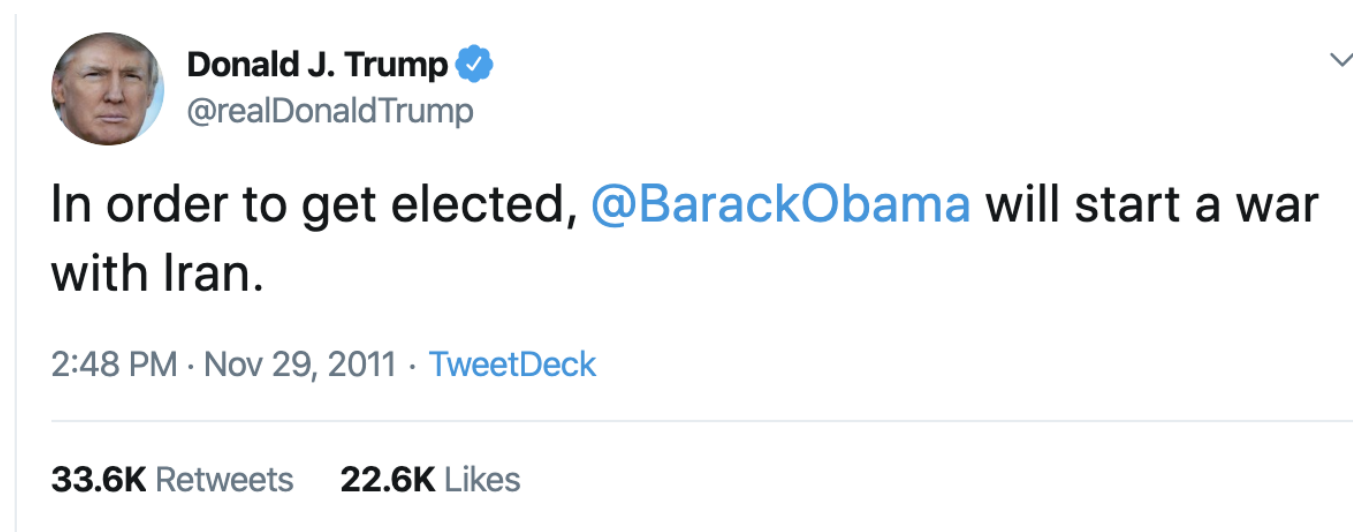 Donald J. Trump
@realDonaldTrump
In order to get elected, @BarackObama will start a war
with Iran.
2:48 PM · Nov 29, 2011 · TweetDeck
33.6K Retweets 22.6K Likes